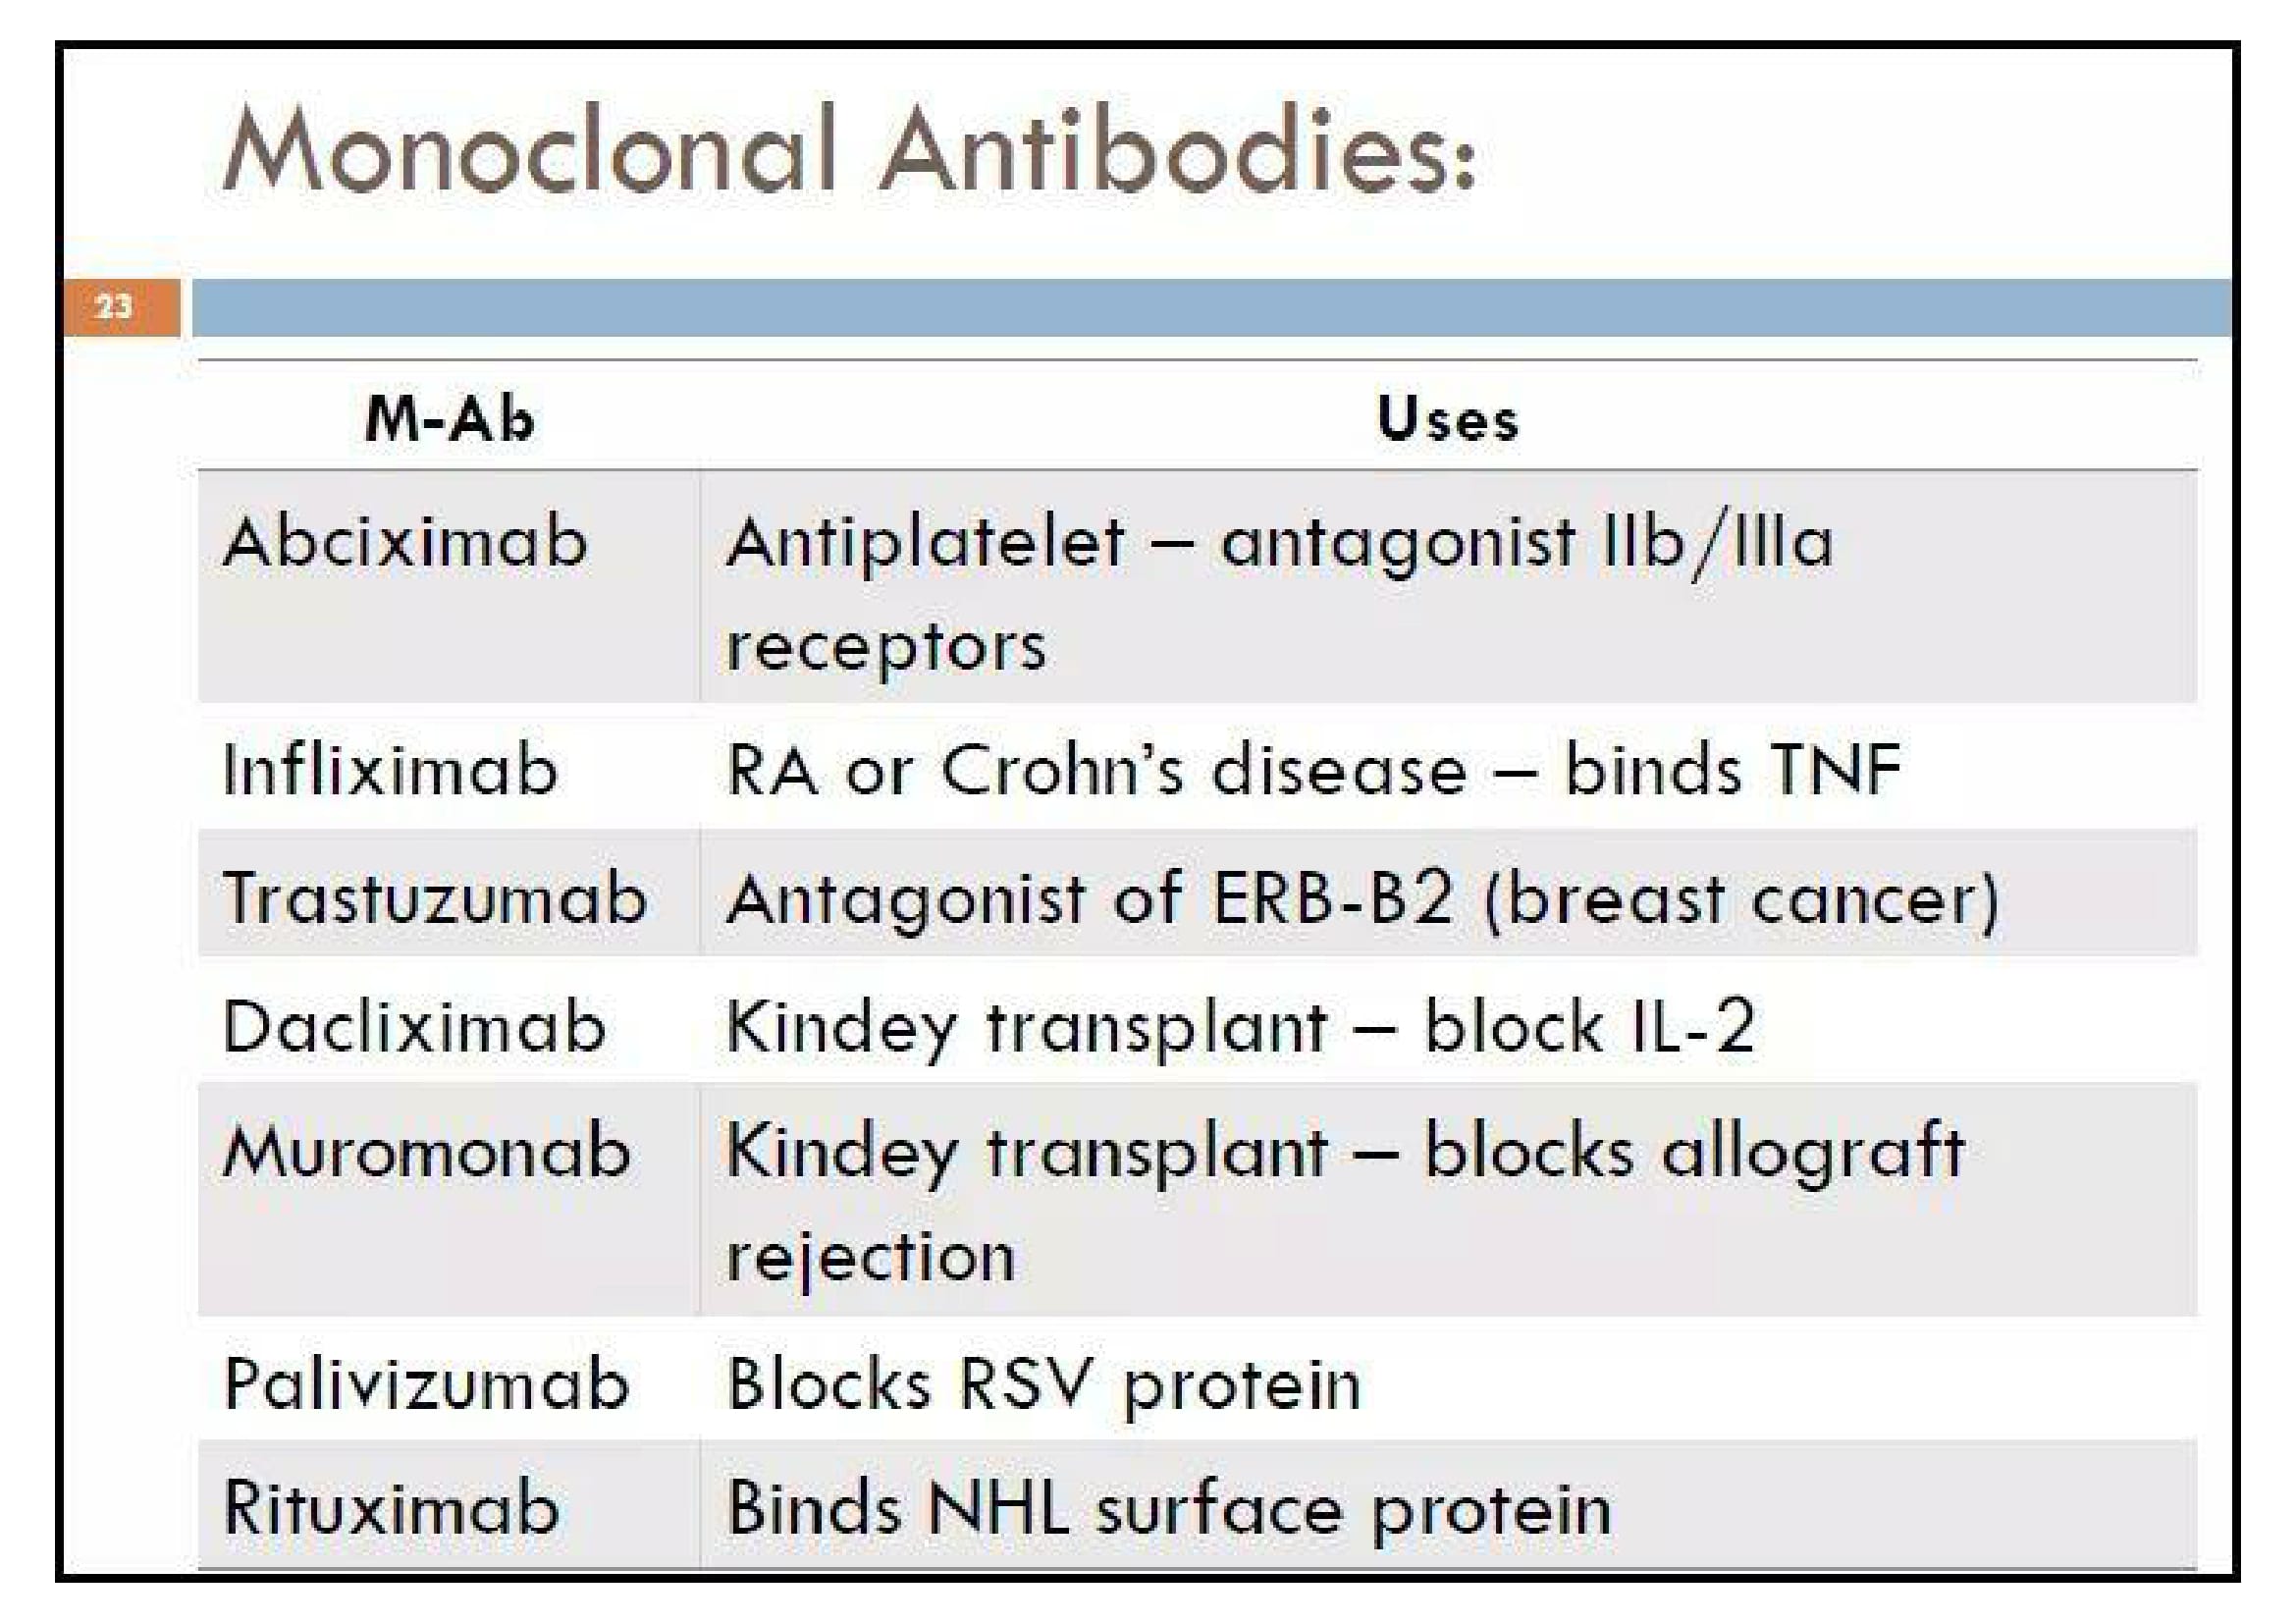 Monoclonal Antibodies:
23
M-Ab Uses
Abciximab Antiplatelet – antagonist IIb/IIIa
receptors
Infliximab RA or Crohn's disease – binds TNF
Trastuzumab Antagonist of ERB-B2 (breast cancer)
Dacliximab Kindey transplant – block IL-2
Muromonab Kindey transplant – blocks allograft
rejection
Palivizumab Blocks RSV protein
Rituximab Binds NHL surface protein